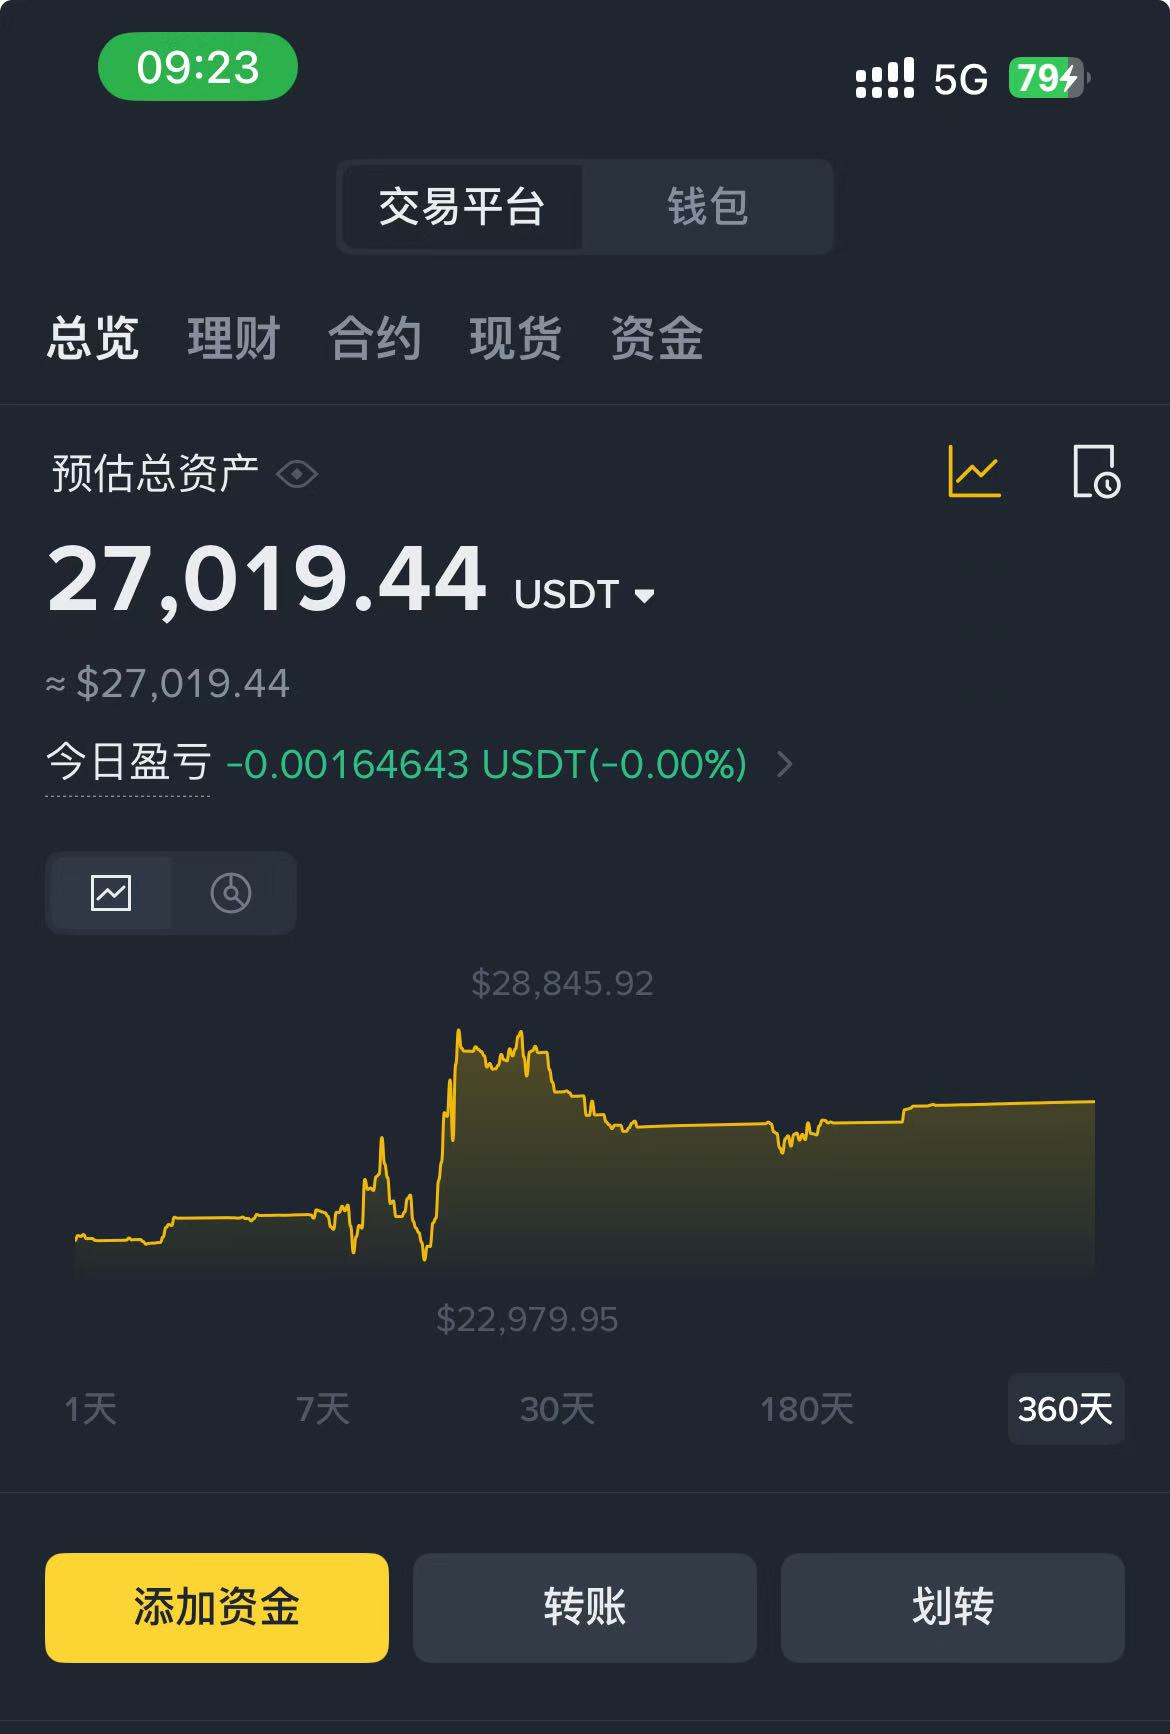 09:23 5G 79
交易平台 钱包
总览 理财 合约 现货 资金
预估总资产
27,019.44 USDT
≈ $27,019.44
今日盈亏 -0.00164643 USDT(-0.00%)
$28,845.92
$22,979.95
1天 7天 30天 180天 360天
添加资金 转账 划转